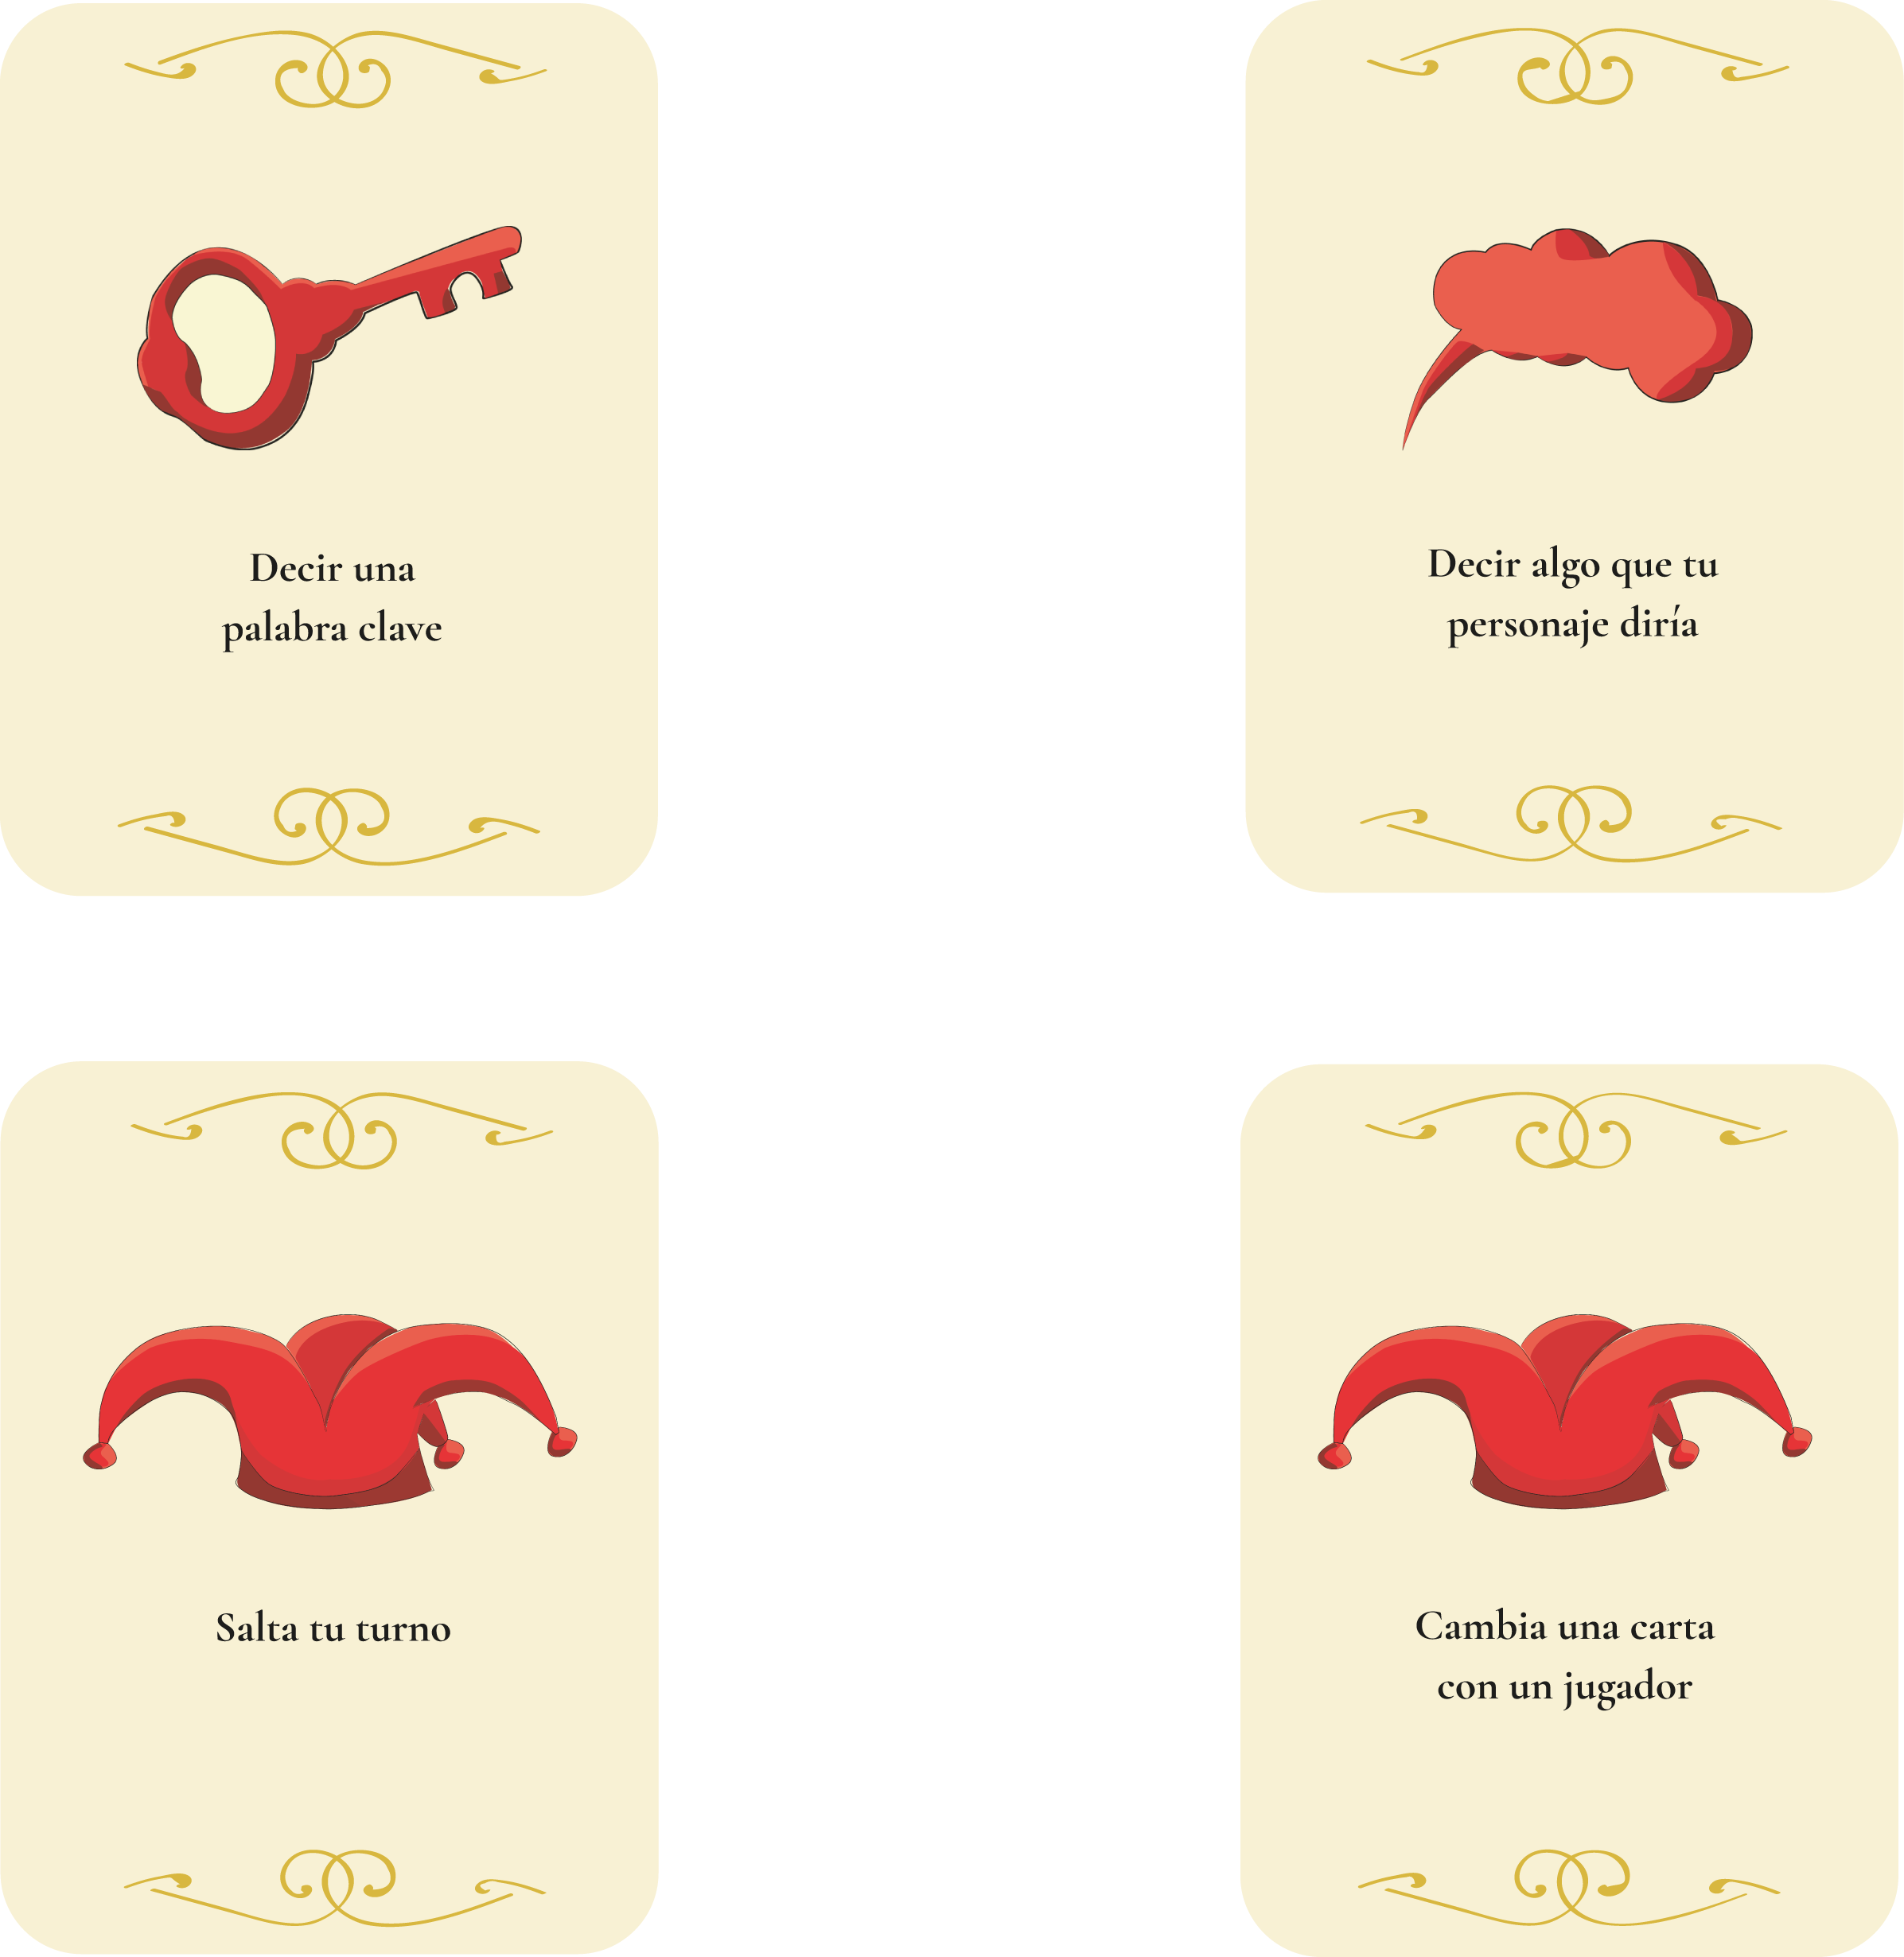 Decir una
palabra clave
Decir algo que tu
personaje diría
Salta tu turno
Cambia una carta
con un jugador